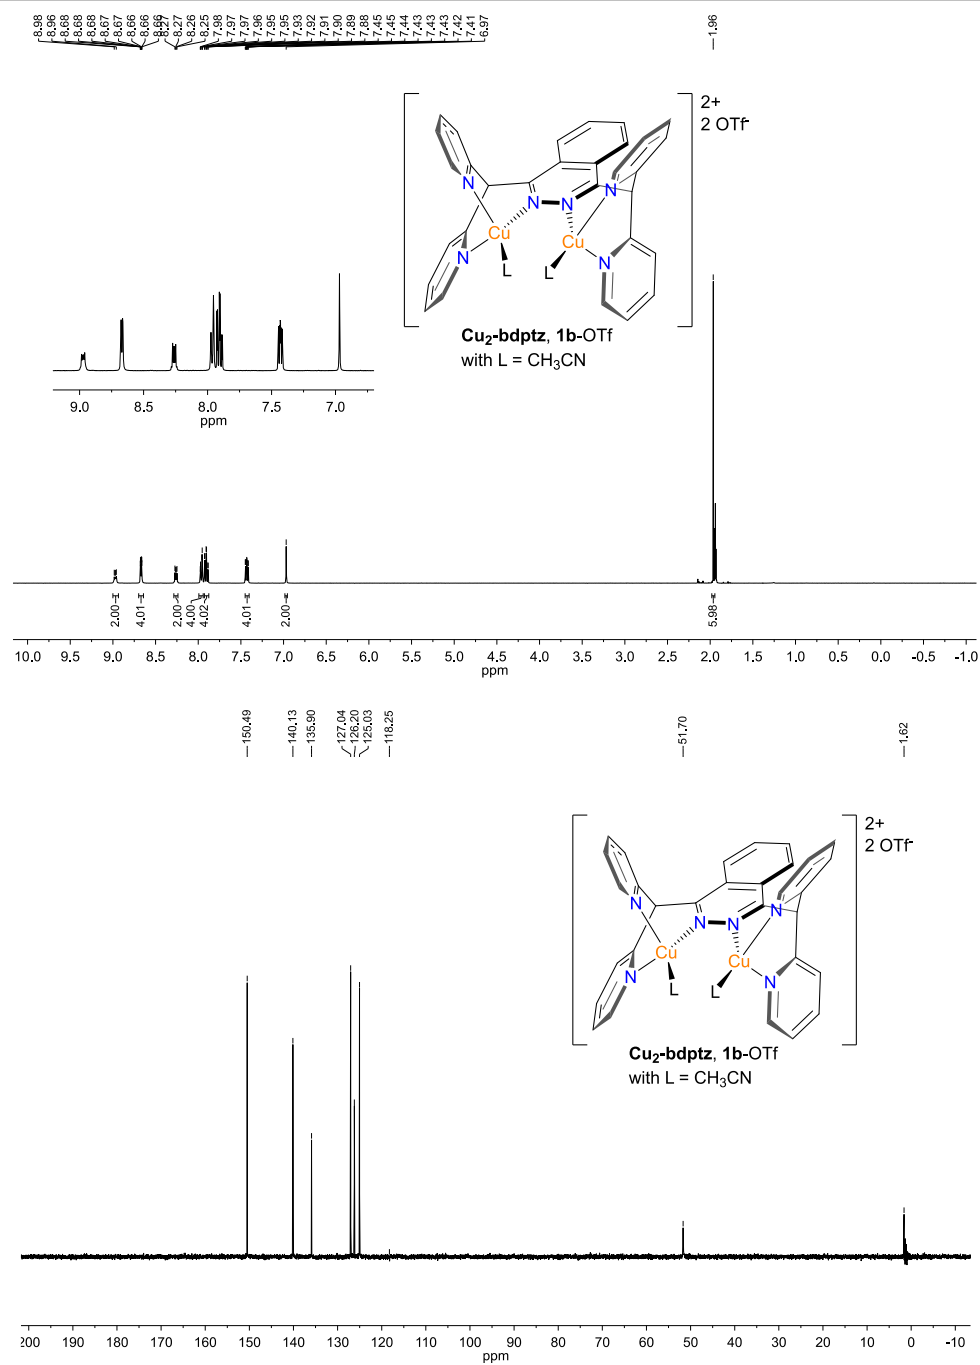 8.98 8.96 8.68 8.68 8.68 8.67 8.67 8.66 8.66 8.66 8.27 8.27 8.26 8.25 7.98 7.97 7.97 7.96 7.95 7.95 7.93 7.92 7.91 7.90 7.89 7.88 7.45 7.45 7.44 7.43 7.43 7.43 7.42 7.41 6.97
1.96
2+
2 OTf-
N N N N N N
Cu Cu
L L
Cu₂-bdptz, 1b-OTf
with L = CH₃CN
9.0 8.5 8.0 7.5 7.0
ppm
2.00 4.01 2.00 4.00 4.02 4.01 2.00 5.98
10.0 9.5 9.0 8.5 8.0 7.5 7.0 6.5 6.0 5.5 5.0 4.5 4.0 3.5 3.0 2.5 2.0 1.5 1.0 0.5 0.0 -0.5 -1.0
ppm
150.49 140.13 135.90 127.04 126.20 125.03 118.25 51.70 1.62
2+
2 OTf-
N N N N N N
Cu Cu
L L
Cu₂-bdptz, 1b-OTf
with L = CH₃CN
200 190 180 170 160 150 140 130 120 110 100 90 80 70 60 50 40 30 20 10 0 -10
ppm